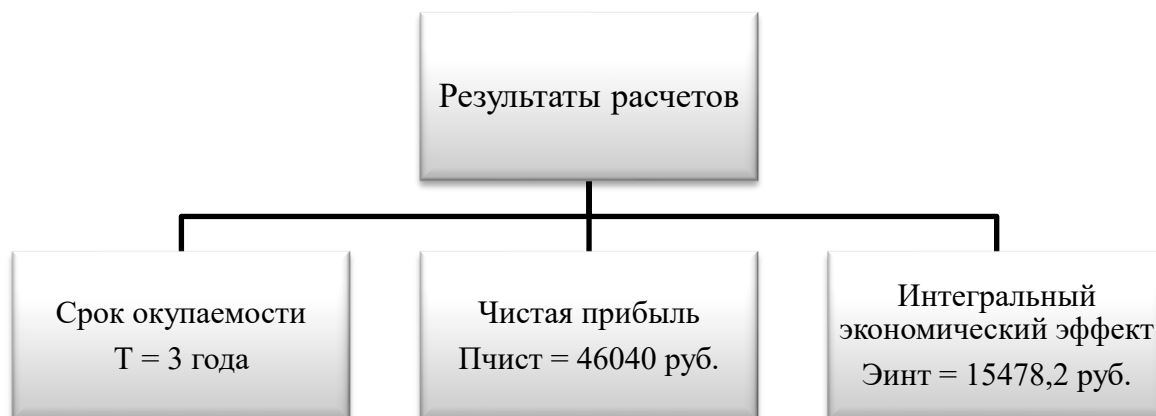 Результаты расчетов
Срок окупаемости
Т = 3 года
Чистая прибыль
Пчист = 46040 руб.
Интегральный
экономический эффект
Эинт = 15478,2 руб.